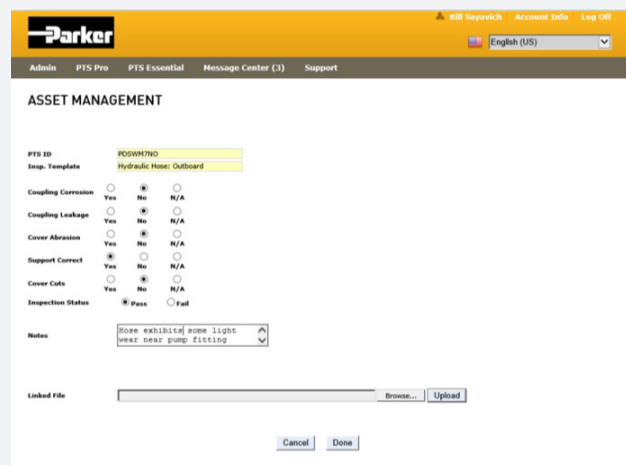 Bill Sayavich Account Info Log Off
Parker
English (US)
Admin PTS Pro PTS Essential Message Center (3) Support
ASSET MANAGEMENT
PTS ID PDSWM7NO
Insp. Template Hydraulic Hose: Outboard
Coupling Corrosion Yes No N/A
Coupling Leakage Yes No N/A
Cover Abrasion Yes No N/A
Support Correct Yes No N/A
Cover Cuts Yes No N/A
Inspection Status Pass Fail
Notes Hose exhibits some light
wear near pump fitting
Linked File Browse... Upload
Cancel Done